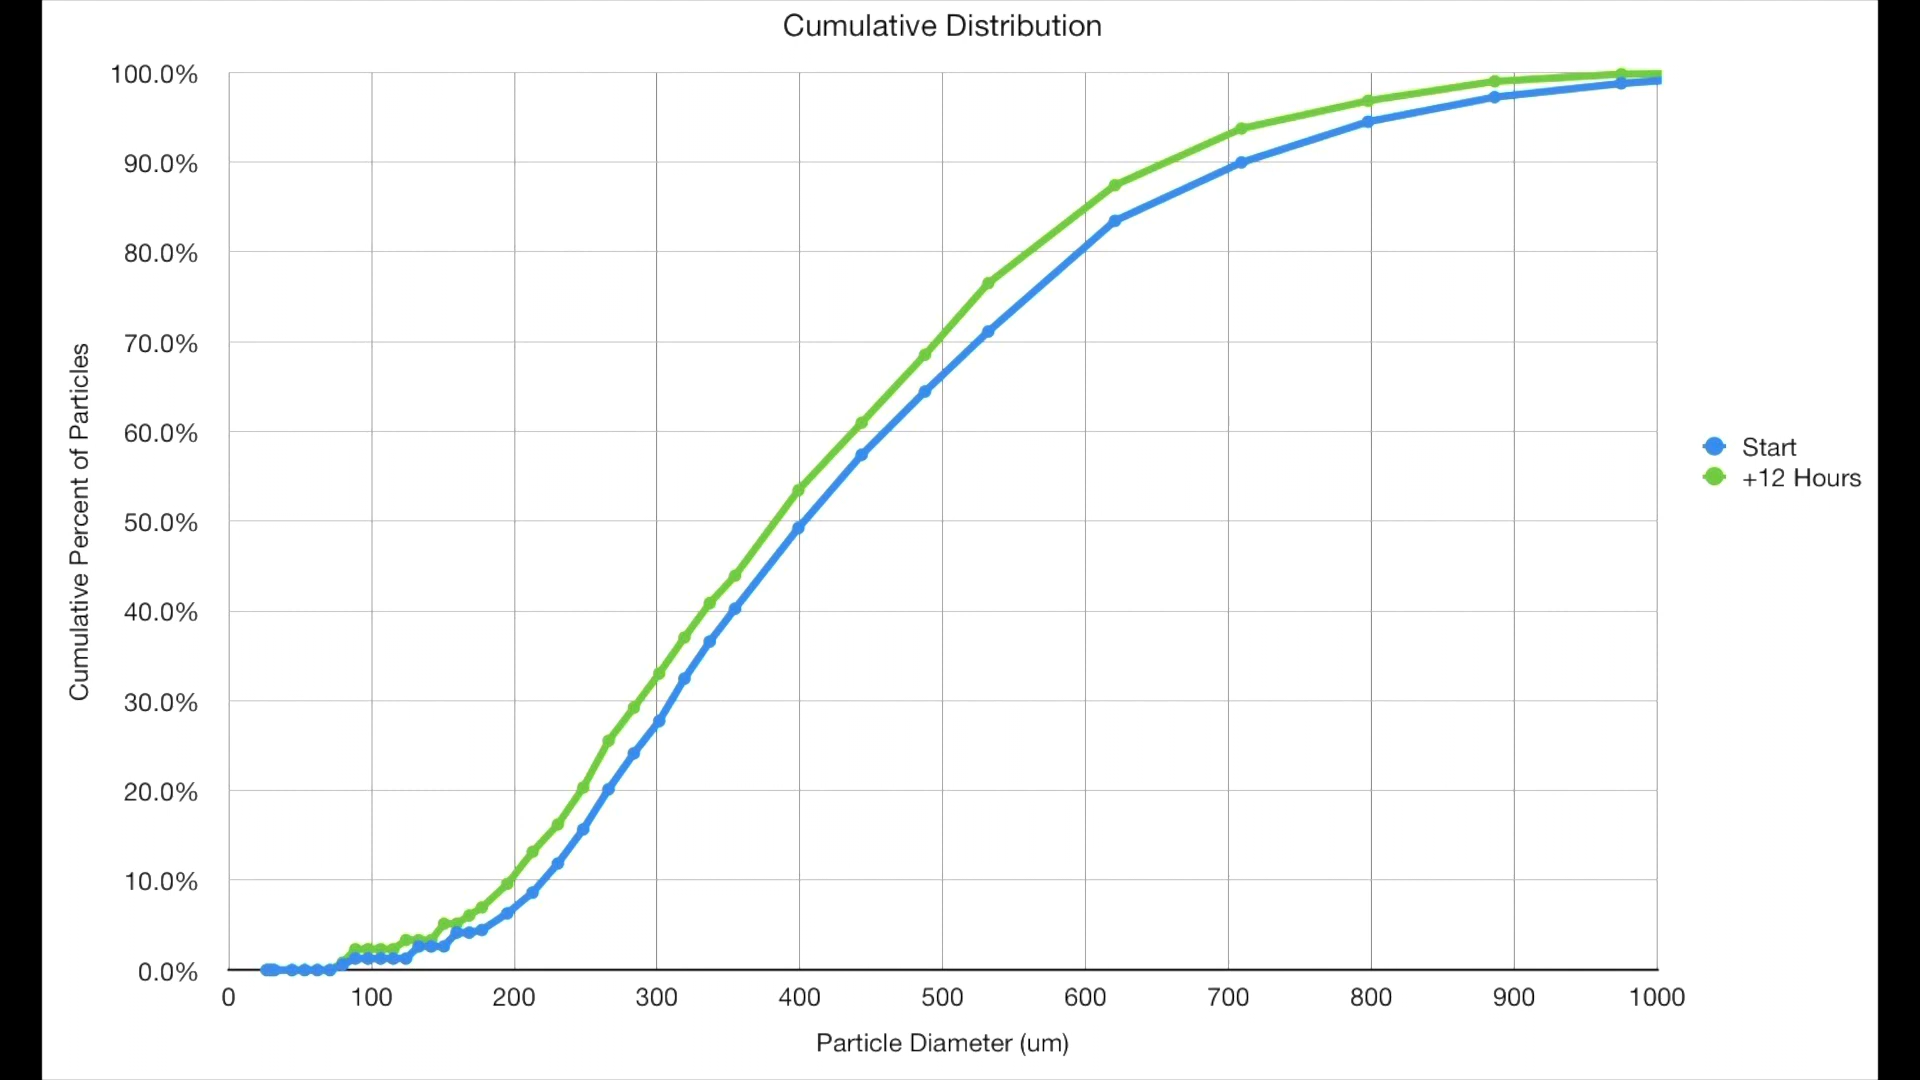 Cumulative Distribution
100.0%
90.0%
80.0%
70.0%
60.0%
50.0%
40.0%
30.0%
20.0%
10.0%
0.0%
Cumulative Percent of Particles
0 100 200 300 400 500 600 700 800 900 1000
Particle Diameter (um)
Start
+12 Hours